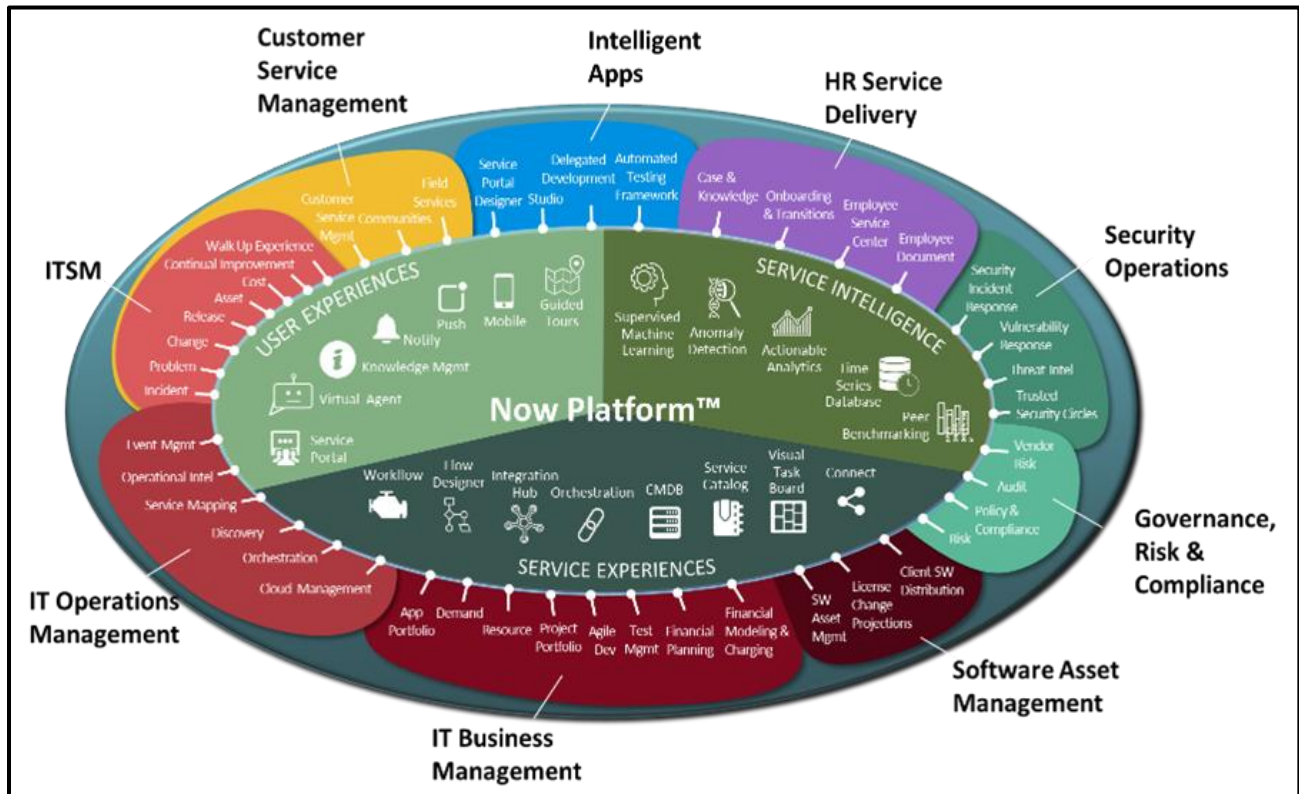 Customer
Service
Management
Intelligent
Apps
HR Service
Delivery
Security
Operations
Governance,
Risk &
Compliance
Software Asset
Management
IT Business
Management
IT Operations
Management
ITSM
Customer
Service
Mgmt
Communities
Field
Services
Service
Portal
Designer
Studio
Delegated
Development
Automated
Testing
Framework
Case &
Knowledge
Onboarding
& Transitions
Employee
Service
Center
Employee
Document
Security
Incident
Response
Vulnerability
Response
Threat Intel
Trusted
Security Circles
Vendor
Risk
Audit
Policy &
Compliance
Risk
Client SW
Distribution
License
Change
Projections
SW
Asset
Mgmt
Financial
Modeling &
Charging
Financial
Planning
Test
Mgmt
Agile
Dev
Project
Portfolio
Resource
Demand
App
Portfolio
Cloud Management
Orchestration
Discovery
Service Mapping
Operational Intel
Event Mgmt
Incident
Problem
Change
Release
Asset
Cost
Continual Improvement
Walk Up Experience
USER EXPERIENCES
Guided
Tours
Mobile
Push
Notify
Knowledge Mgmt
Virtual Agent
Service
Portal
SERVICE INTELLIGENCE
Supervised
Machine
Learning
Anomaly
Detection
Actionable
Analytics
Time
Series
Database
Peer
Benchmarking
Now Platform™
Workflow
Flow
Designer
Integration
Hub
Orchestration
CMDB
Service
Catalog
Visual
Task
Board
Connect
SERVICE EXPERIENCES